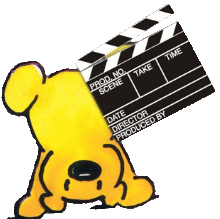 PROD. NO.
SCENE TAKE TIME
DATE
DIRECTOR
PRODUCED BY